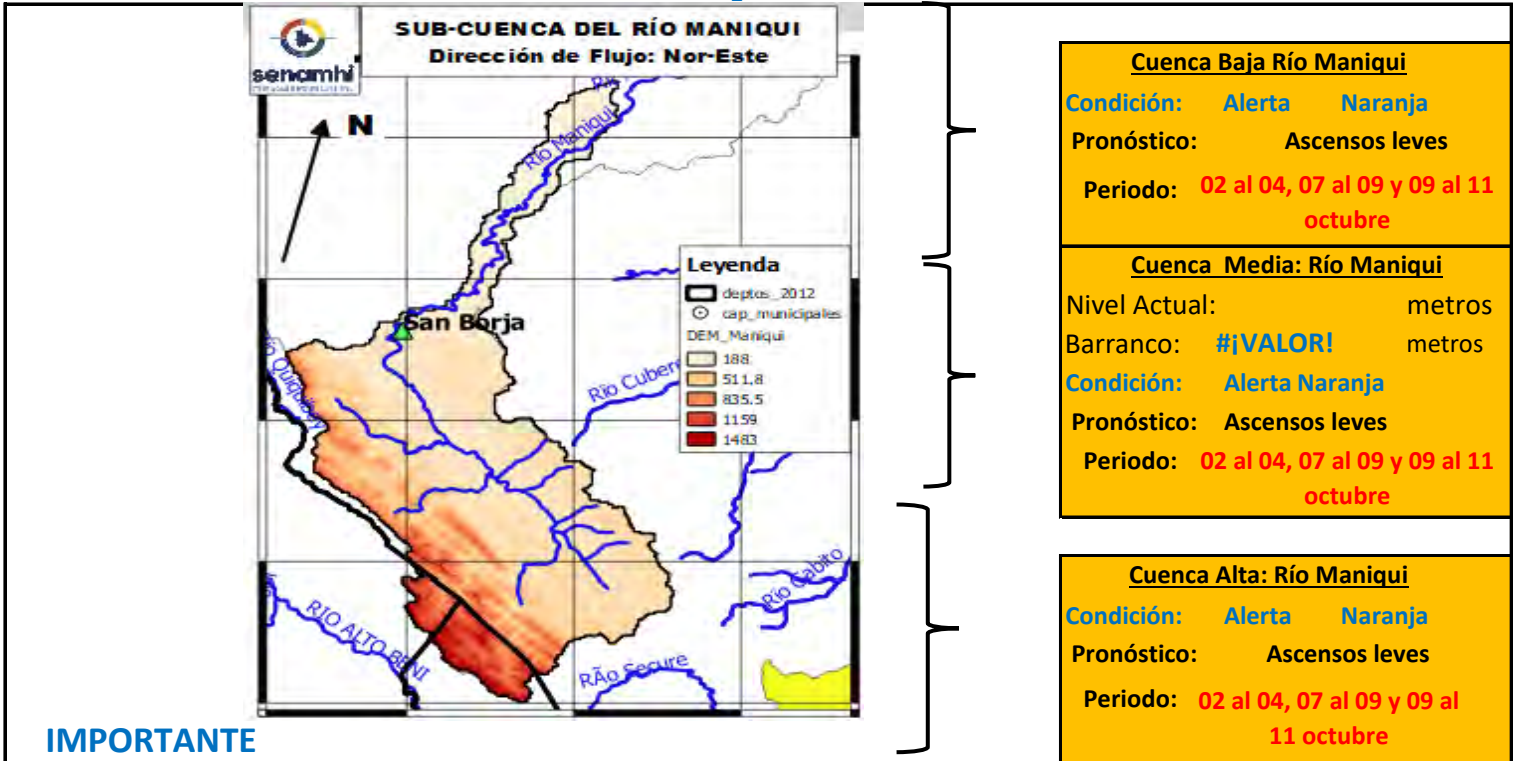 SUB-CUENCA DEL RÍO MANIQUI
Dirección de Flujo: Nor-Este
senamhi
N
Río Maniqui
San Borja
Río Quiquibey
Río Cubere
RIO ALTO BENI
RÃo Secure
Río Cabito
Leyenda
deptos_2012
cap_municipales
DEM_Maniqui
188
511.8
835.5
1159
1483
Cuenca Baja Río Maniqui
Condición: Alerta Naranja
Pronóstico: Ascensos leves
Periodo: 02 al 04, 07 al 09 y 09 al 11
octubre
Cuenca Media: Río Maniqui
Nivel Actual: metros
Barranco: #¡VALOR! metros
Condición: Alerta Naranja
Pronóstico: Ascensos leves
Periodo: 02 al 04, 07 al 09 y 09 al 11
octubre
Cuenca Alta: Río Maniqui
Condición: Alerta Naranja
Pronóstico: Ascensos leves
Periodo: 02 al 04, 07 al 09 y 09 al
11 octubre
IMPORTANTE